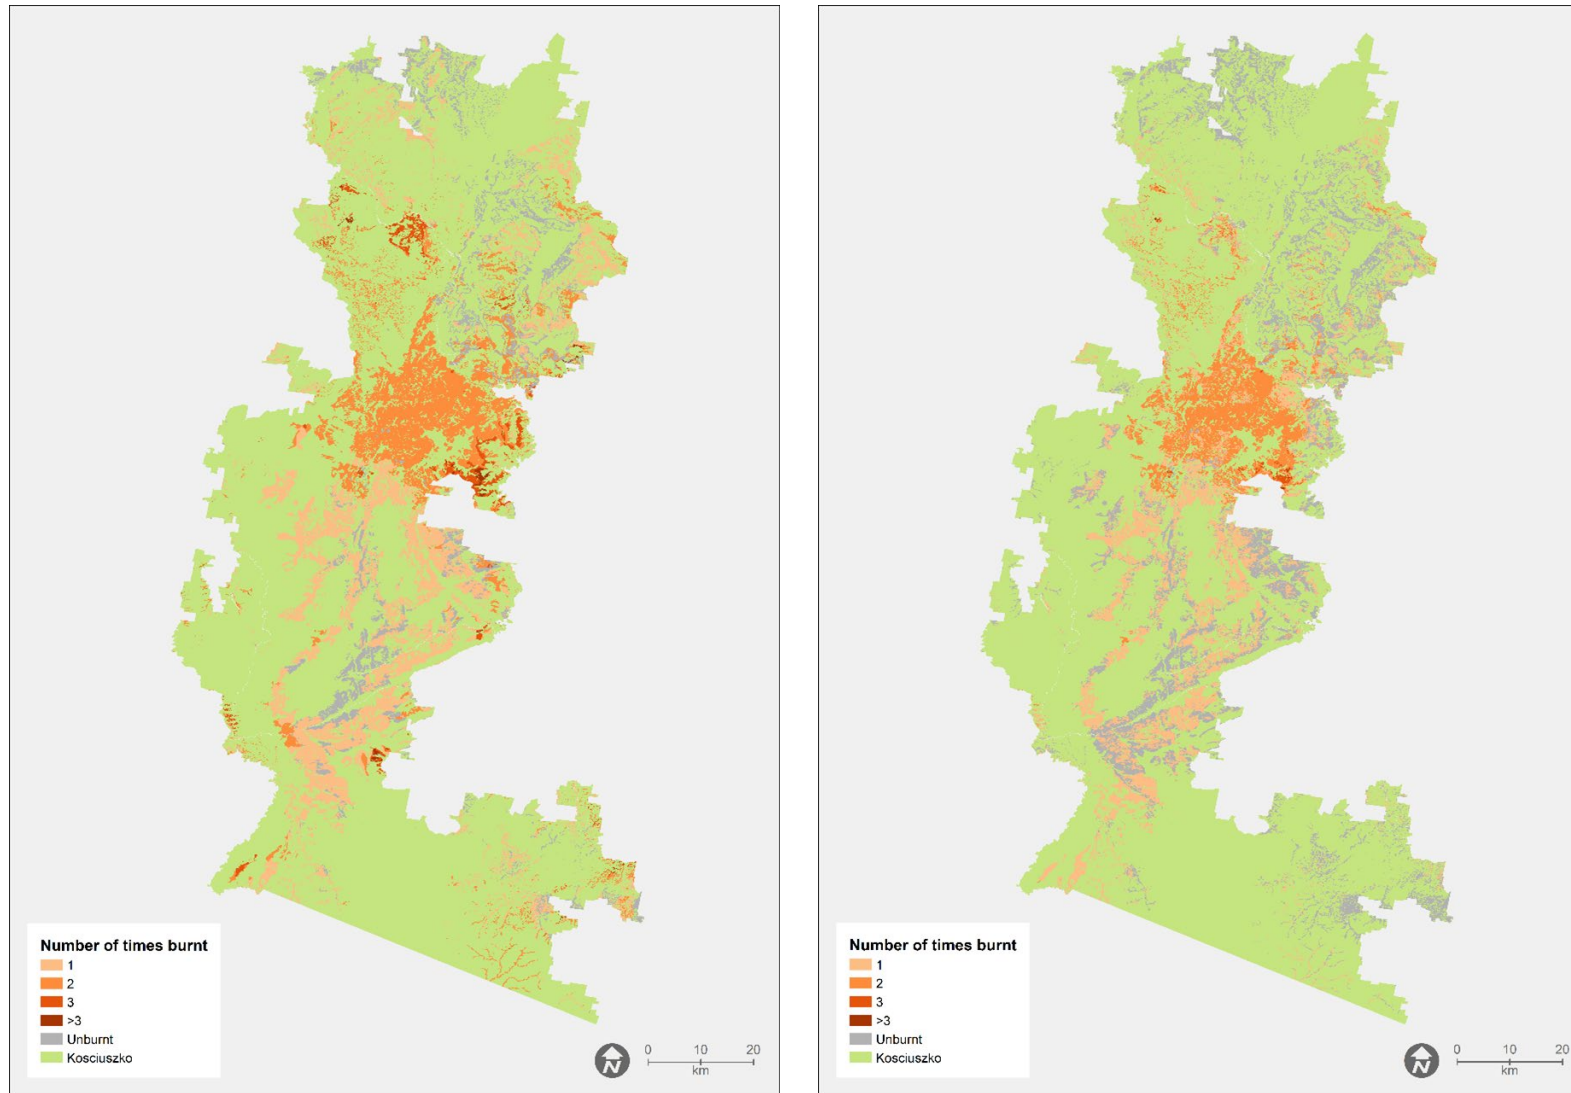 Number of times burnt
1
2
3
>3
Unburnt
Kosciuszko
N
0 10 20
km
Number of times burnt
1
2
3
>3
Unburnt
Kosciuszko
N
0 10 20
km